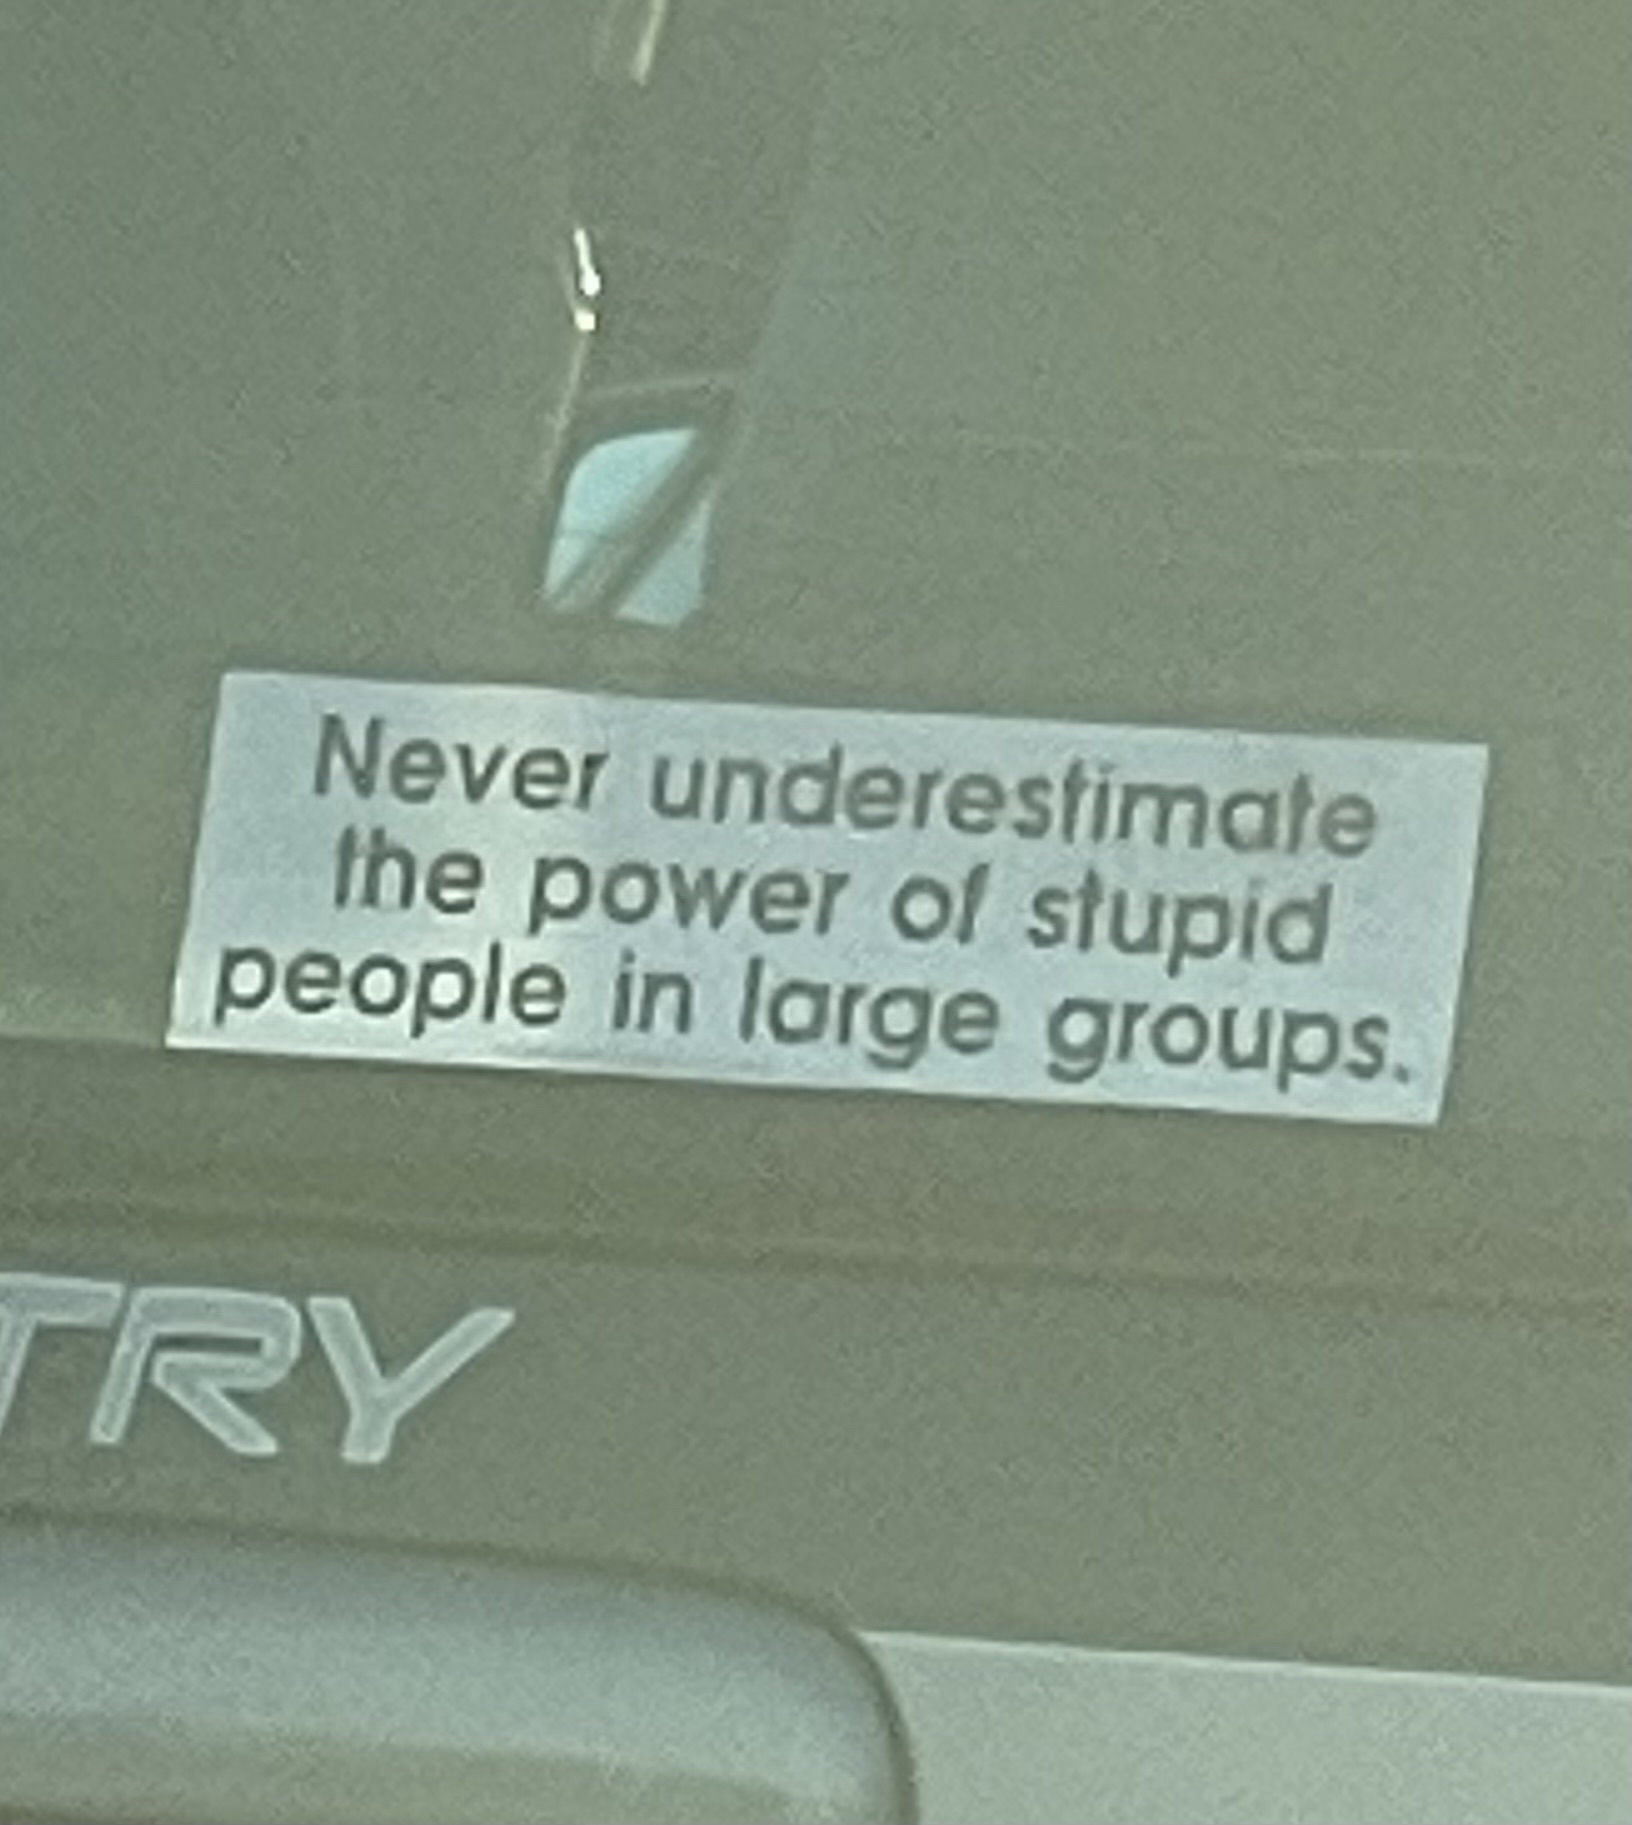 Never underestimate
the power of stupid
people in large groups.
TRY